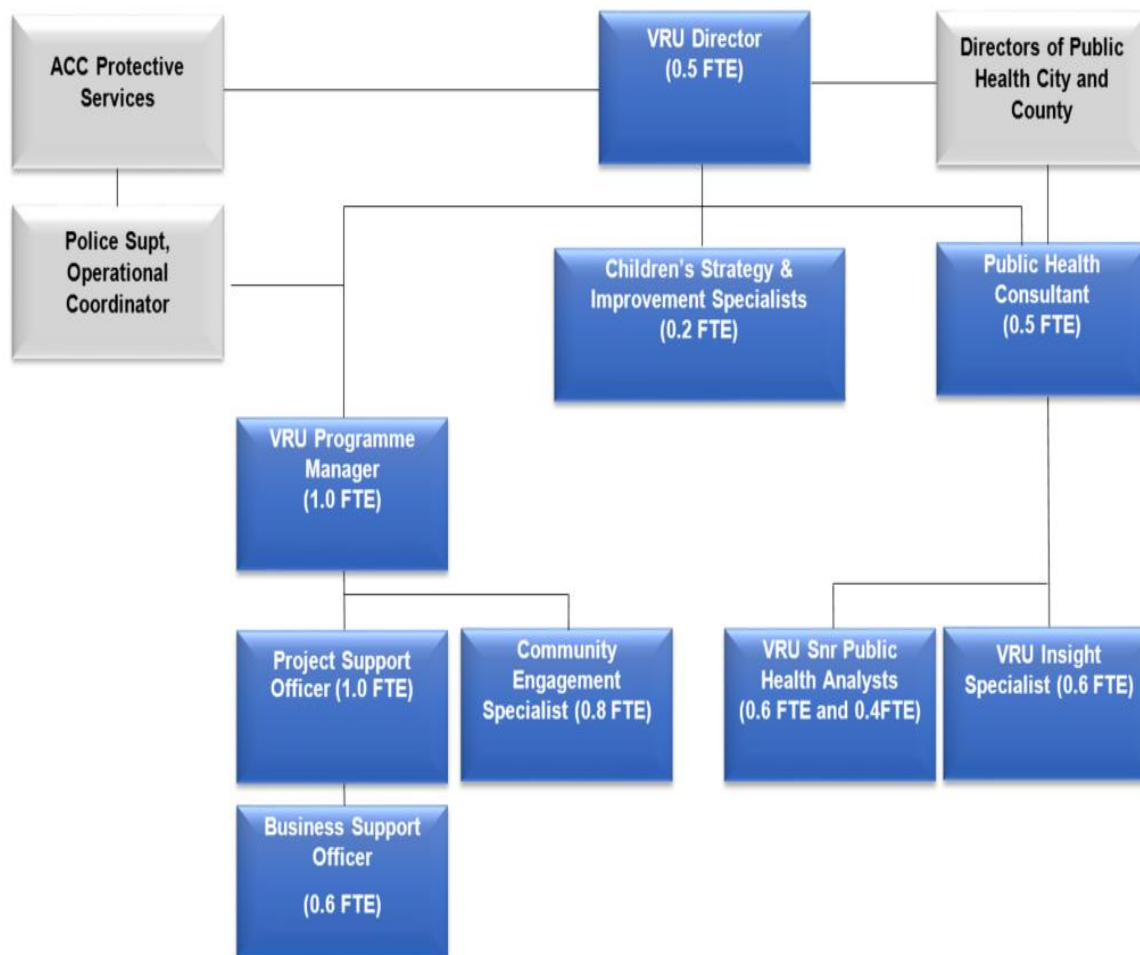 ACC Protective
Services
VRU Director
(0.5 FTE)
Directors of Public
Health City and
County
Police Supt,
Operational
Coordinator
Children's Strategy &
Improvement Specialists
(0.2 FTE)
Public Health
Consultant
(0.5 FTE)
VRU Programme
Manager
(1.0 FTE)
Project Support
Officer (1.0 FTE)
Community
Engagement
Specialist (0.8 FTE)
VRU Snr Public
Health Analysts
(0.6 FTE and 0.4FTE)
VRU Insight
Specialist (0.6 FTE)
Business Support
Officer
(0.6 FTE)